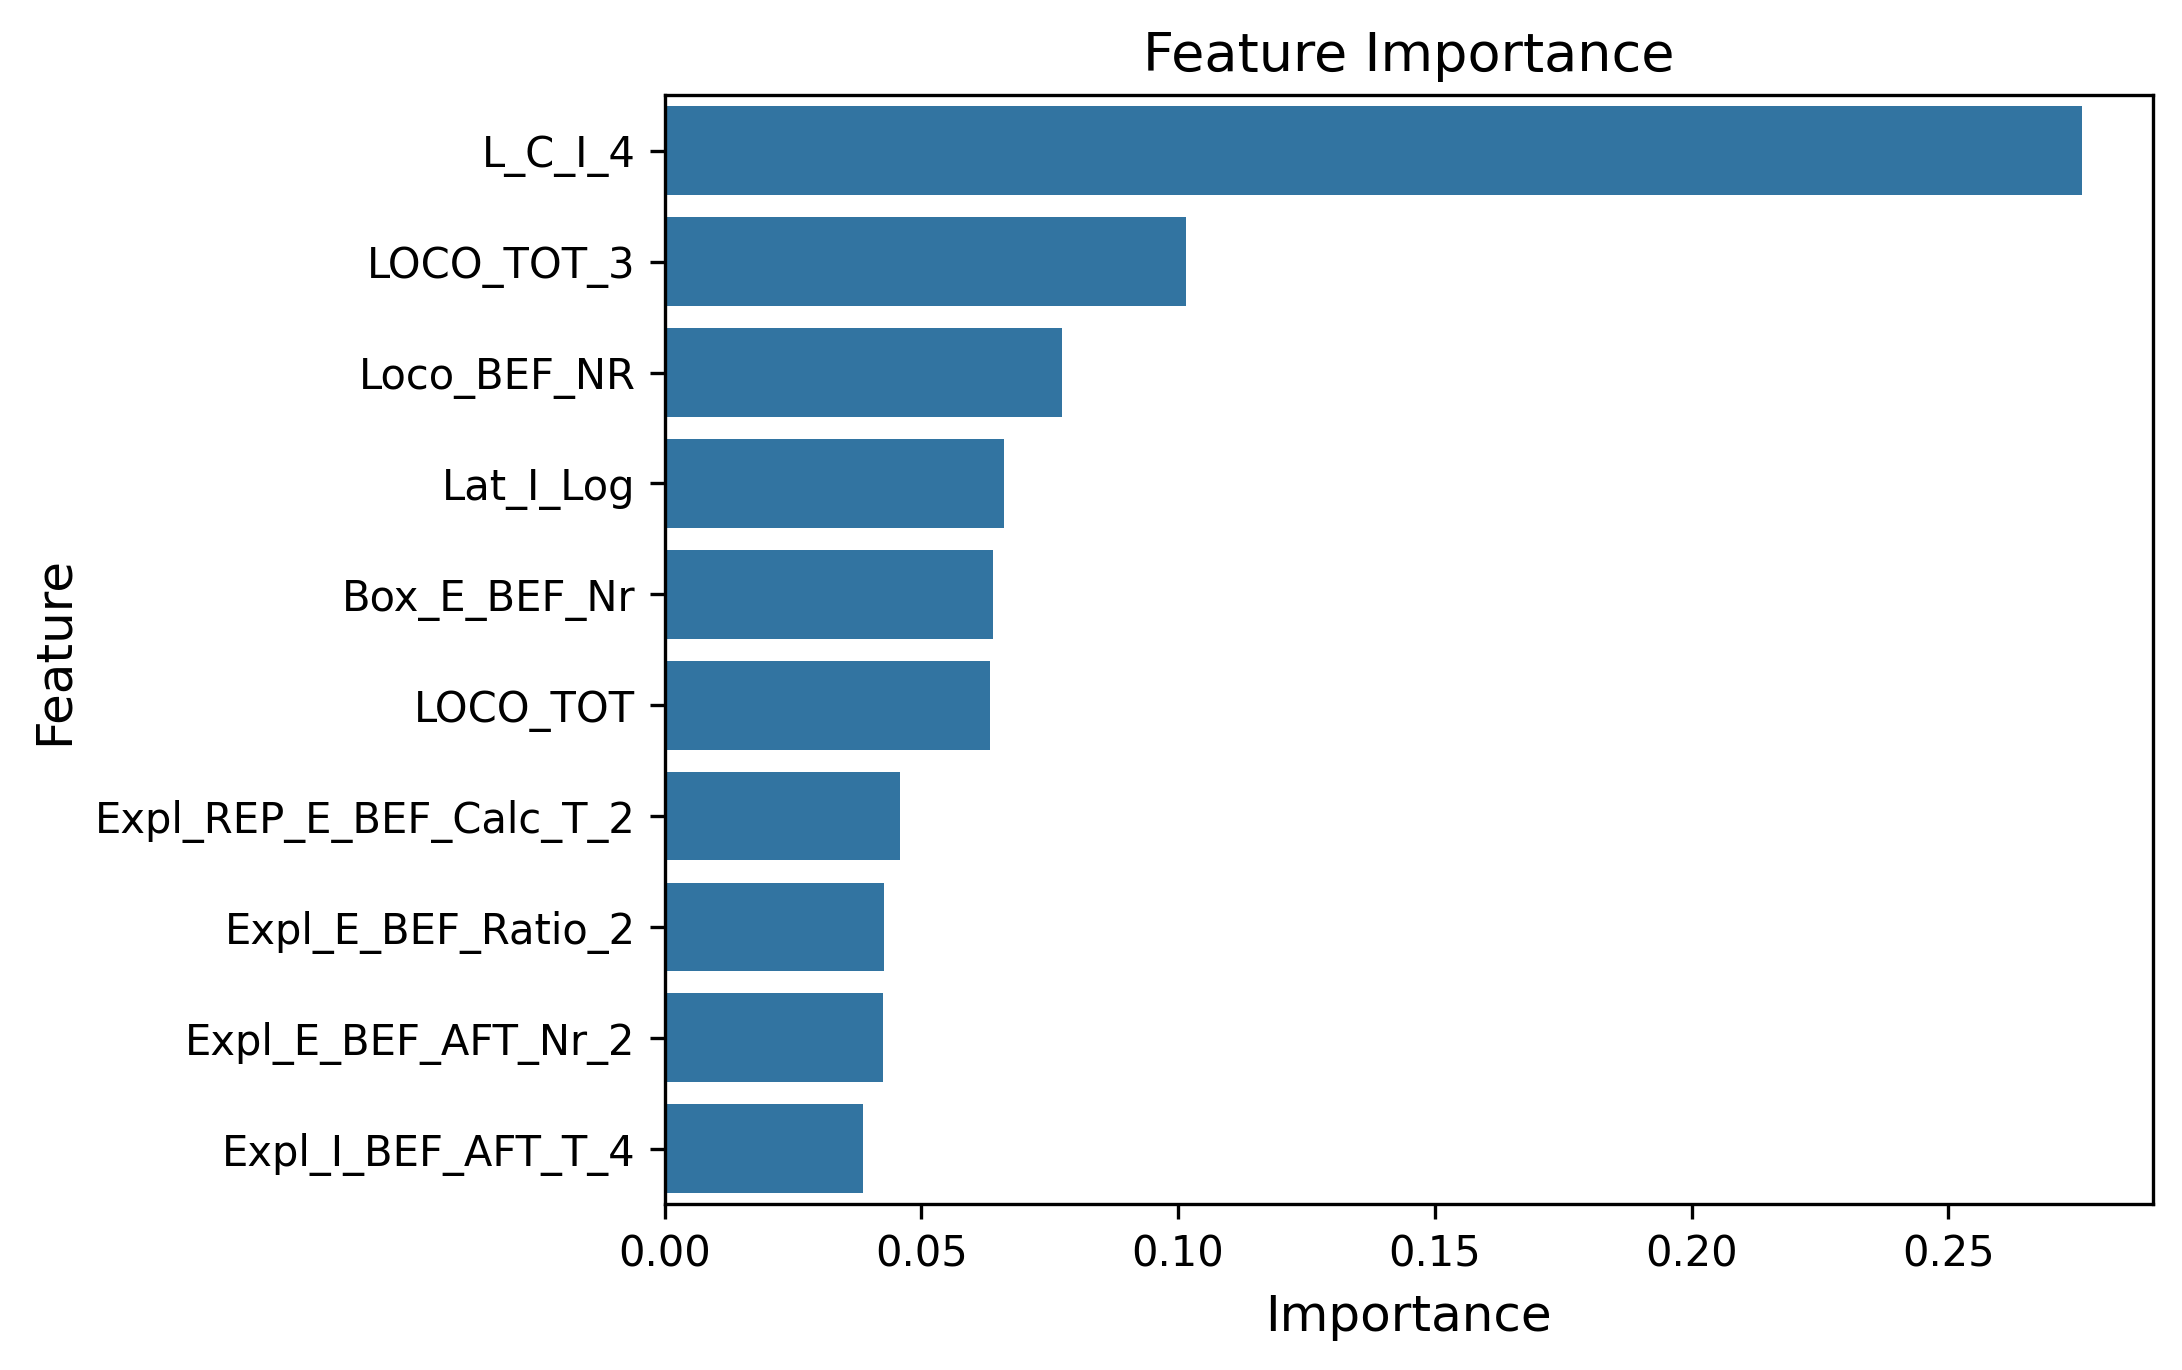 Feature Importance
L_C_I_4
LOCO_TOT_3
Loco_BEF_NR
Lat_I_Log
Box_E_BEF_Nr
LOCO_TOT
Expl_REP_E_BEF_Calc_T_2
Expl_E_BEF_Ratio_2
Expl_E_BEF_AFT_Nr_2
Expl_I_BEF_AFT_T_4
Feature
0.00 0.05 0.10 0.15 0.20 0.25
Importance